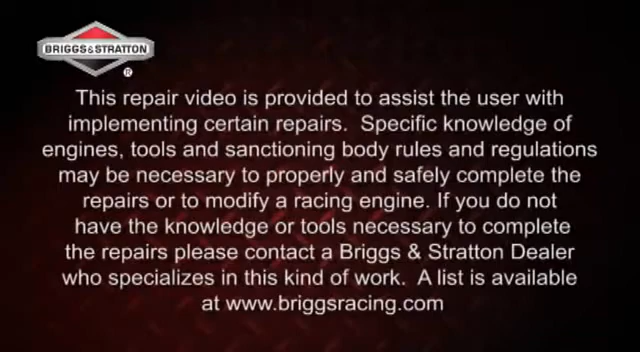 BRIGGS&STRATTON
®
This repair video is provided to assist the user with
implementing certain repairs.  Specific knowledge of
engines, tools and sanctioning body rules and regulations
may be necessary to properly and safely complete the
repairs or to modify a racing engine. If you do not
have the knowledge or tools necessary to complete
the repairs please contact a Briggs & Stratton Dealer
who specializes in this kind of work.  A list is available
at www.briggsracing.com